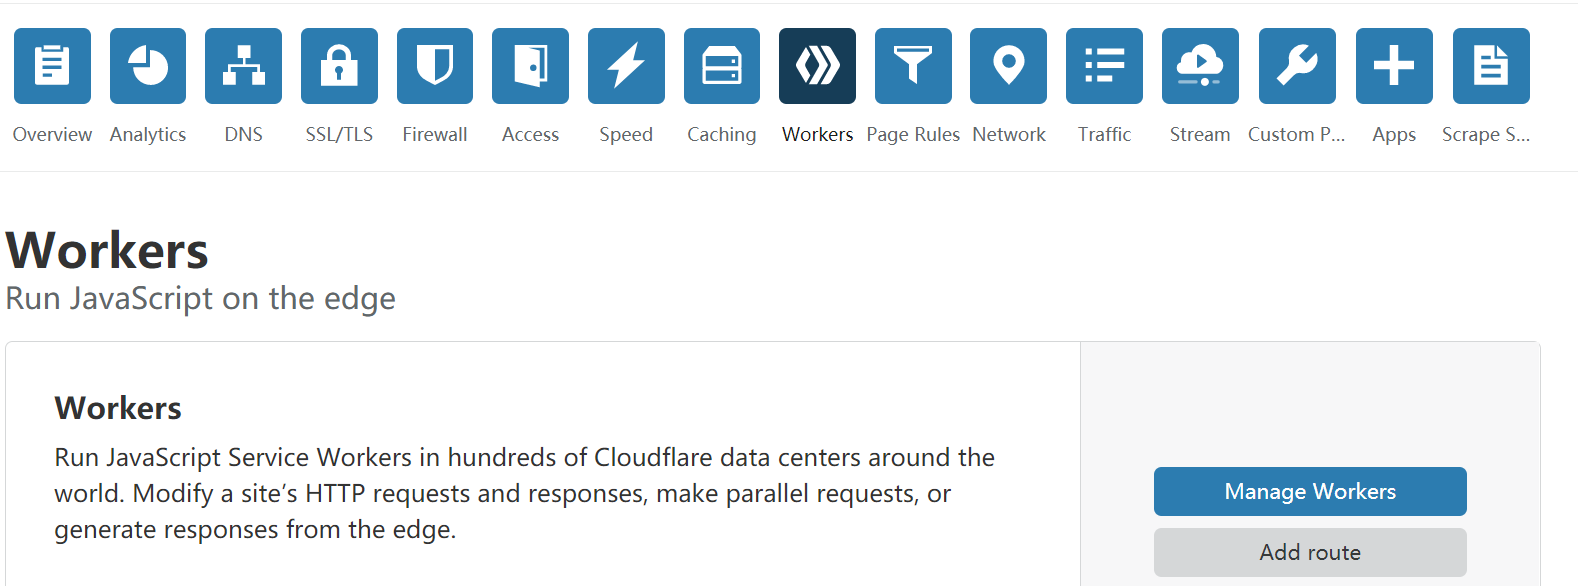 Overview Analytics DNS SSL/TLS Firewall Access Speed Caching Workers Page Rules Network Traffic Stream Custom P... Apps Scrape S...
Workers
Run JavaScript on the edge
Workers
Run JavaScript Service Workers in hundreds of Cloudflare data centers around the
world. Modify a site’s HTTP requests and responses, make parallel requests, or
generate responses from the edge.
Manage Workers
Add route